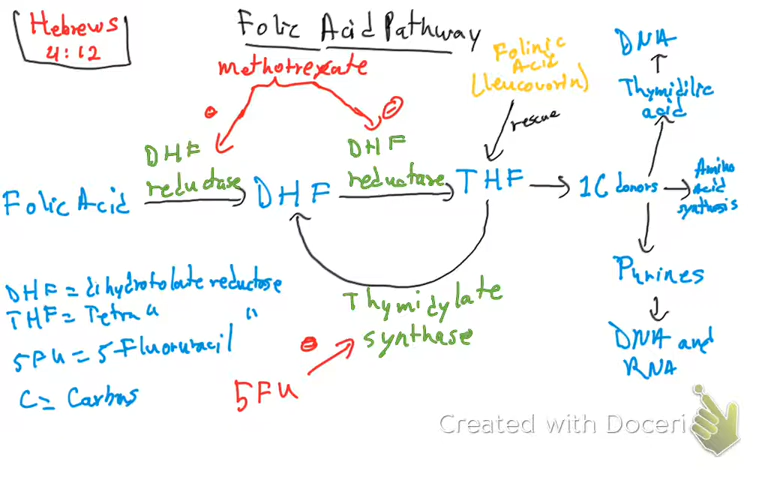 Hebrews
4:12
Folic Acid Pathway
methotrexate
Folinic
Acid
(leucovorin)
rescue
DHF
reductase
DHF
reductase
Folic Acid
DHF
THF
1C donors
DNA
Thymidilic
acid
Amino
acid
synthesis
Purines
DNA and
RNA
Thymidylate
synthase
5FU
DHF = dihydrofolate reductase
THF = Tetra " "
5FU = 5-Fluoruracil
C = Carbons
Created with Doceri